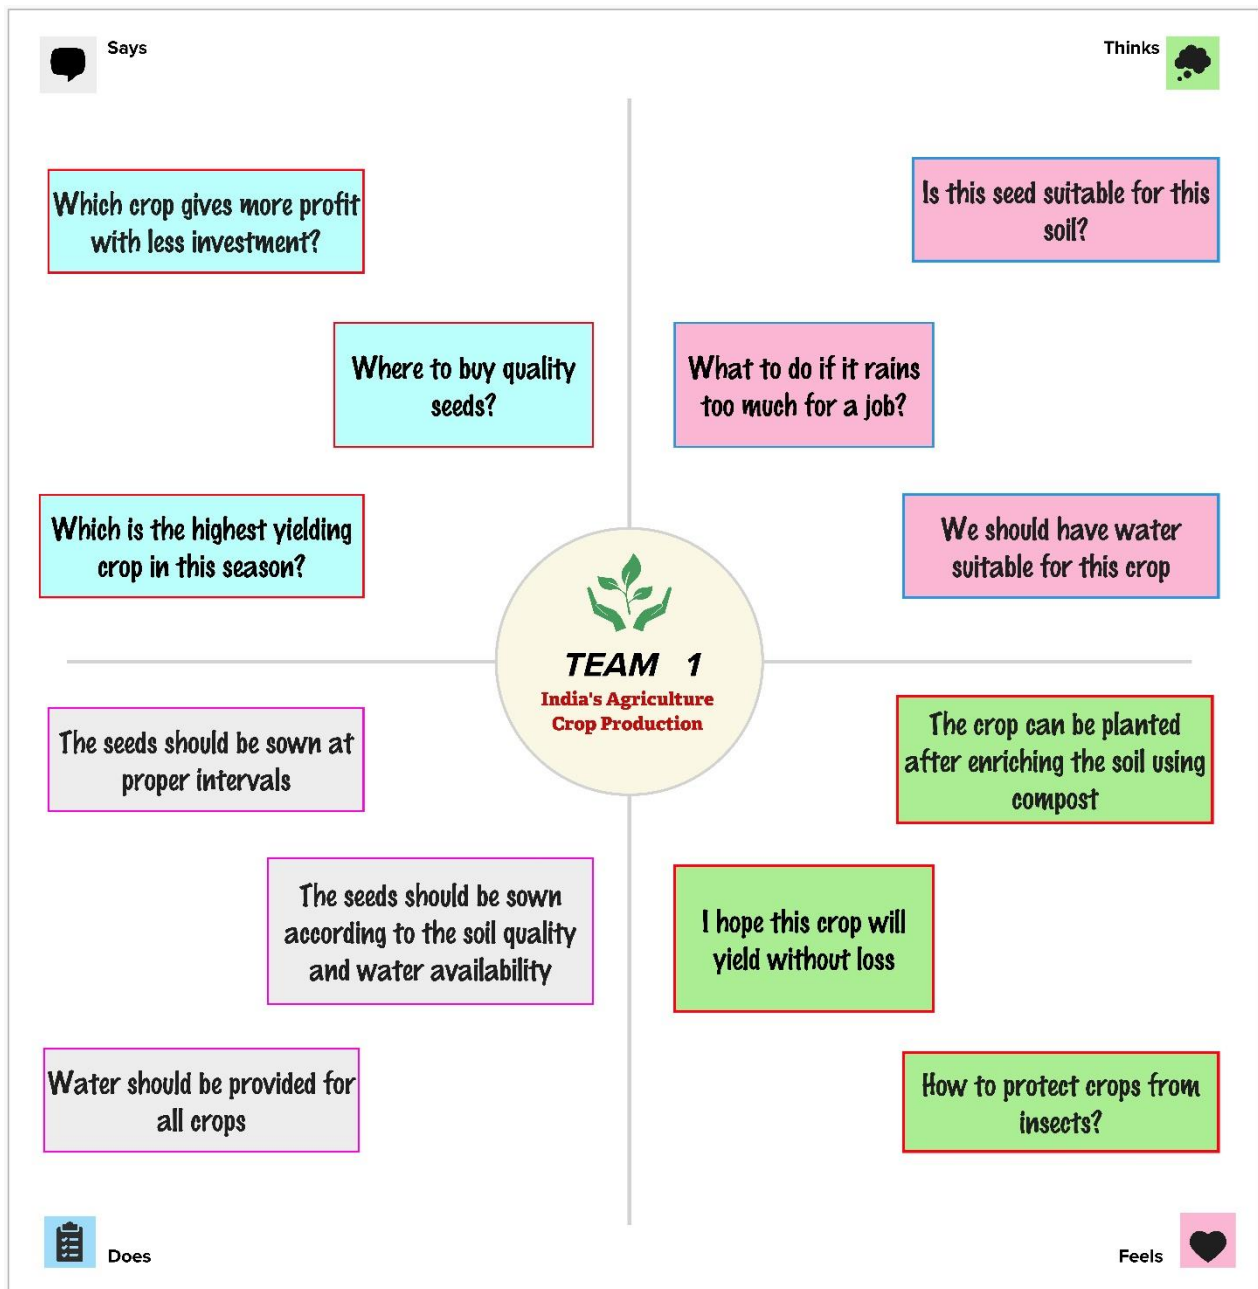 Says
Thinks
Which crop gives more profit
with less investment?
Is this seed suitable for this
soil?
Where to buy quality
seeds?
What to do if it rains
too much for a job?
Which is the highest yielding
crop in this season?
We should have water
suitable for this crop
TEAM 1
India's Agriculture
Crop Production
The seeds should be sown at
proper intervals
The crop can be planted
after enriching the soil using
compost
The seeds should be sown
according to the soil quality
and water availability
I hope this crop will
yield without loss
Water should be provided for
all crops
How to protect crops from
insects?
Does
Feels